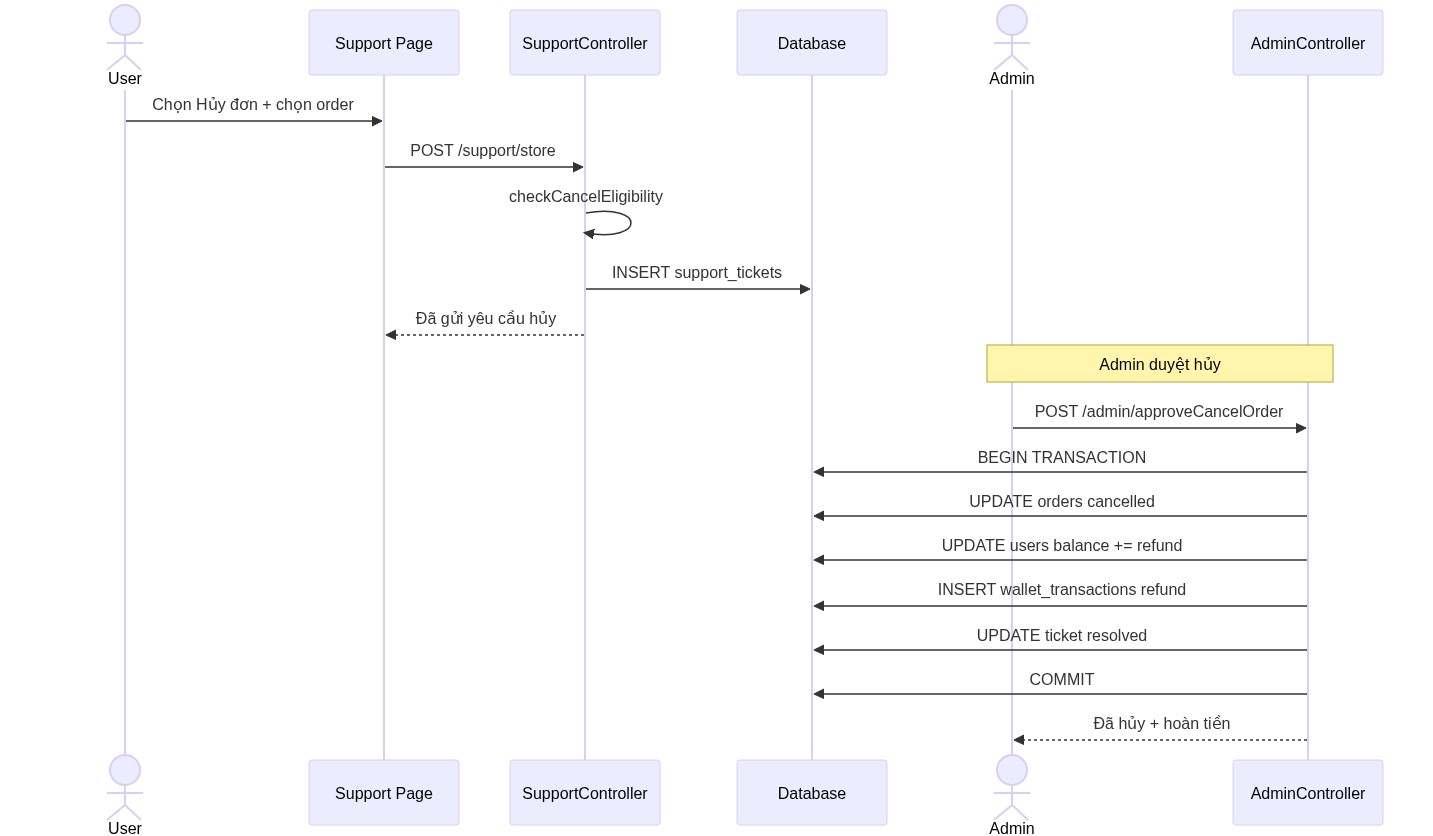 User
Support Page
SupportController
Database
Admin
AdminController
Chọn Hủy đơn + chọn order
POST /support/store
checkCancelEligibility
INSERT support_tickets
Đã gửi yêu cầu hủy
Admin duyệt hủy
POST /admin/approveCancelOrder
BEGIN TRANSACTION
UPDATE orders cancelled
UPDATE users balance += refund
INSERT wallet_transactions refund
UPDATE ticket resolved
COMMIT
Đã hủy + hoàn tiền
User
Support Page
SupportController
Database
Admin
AdminController